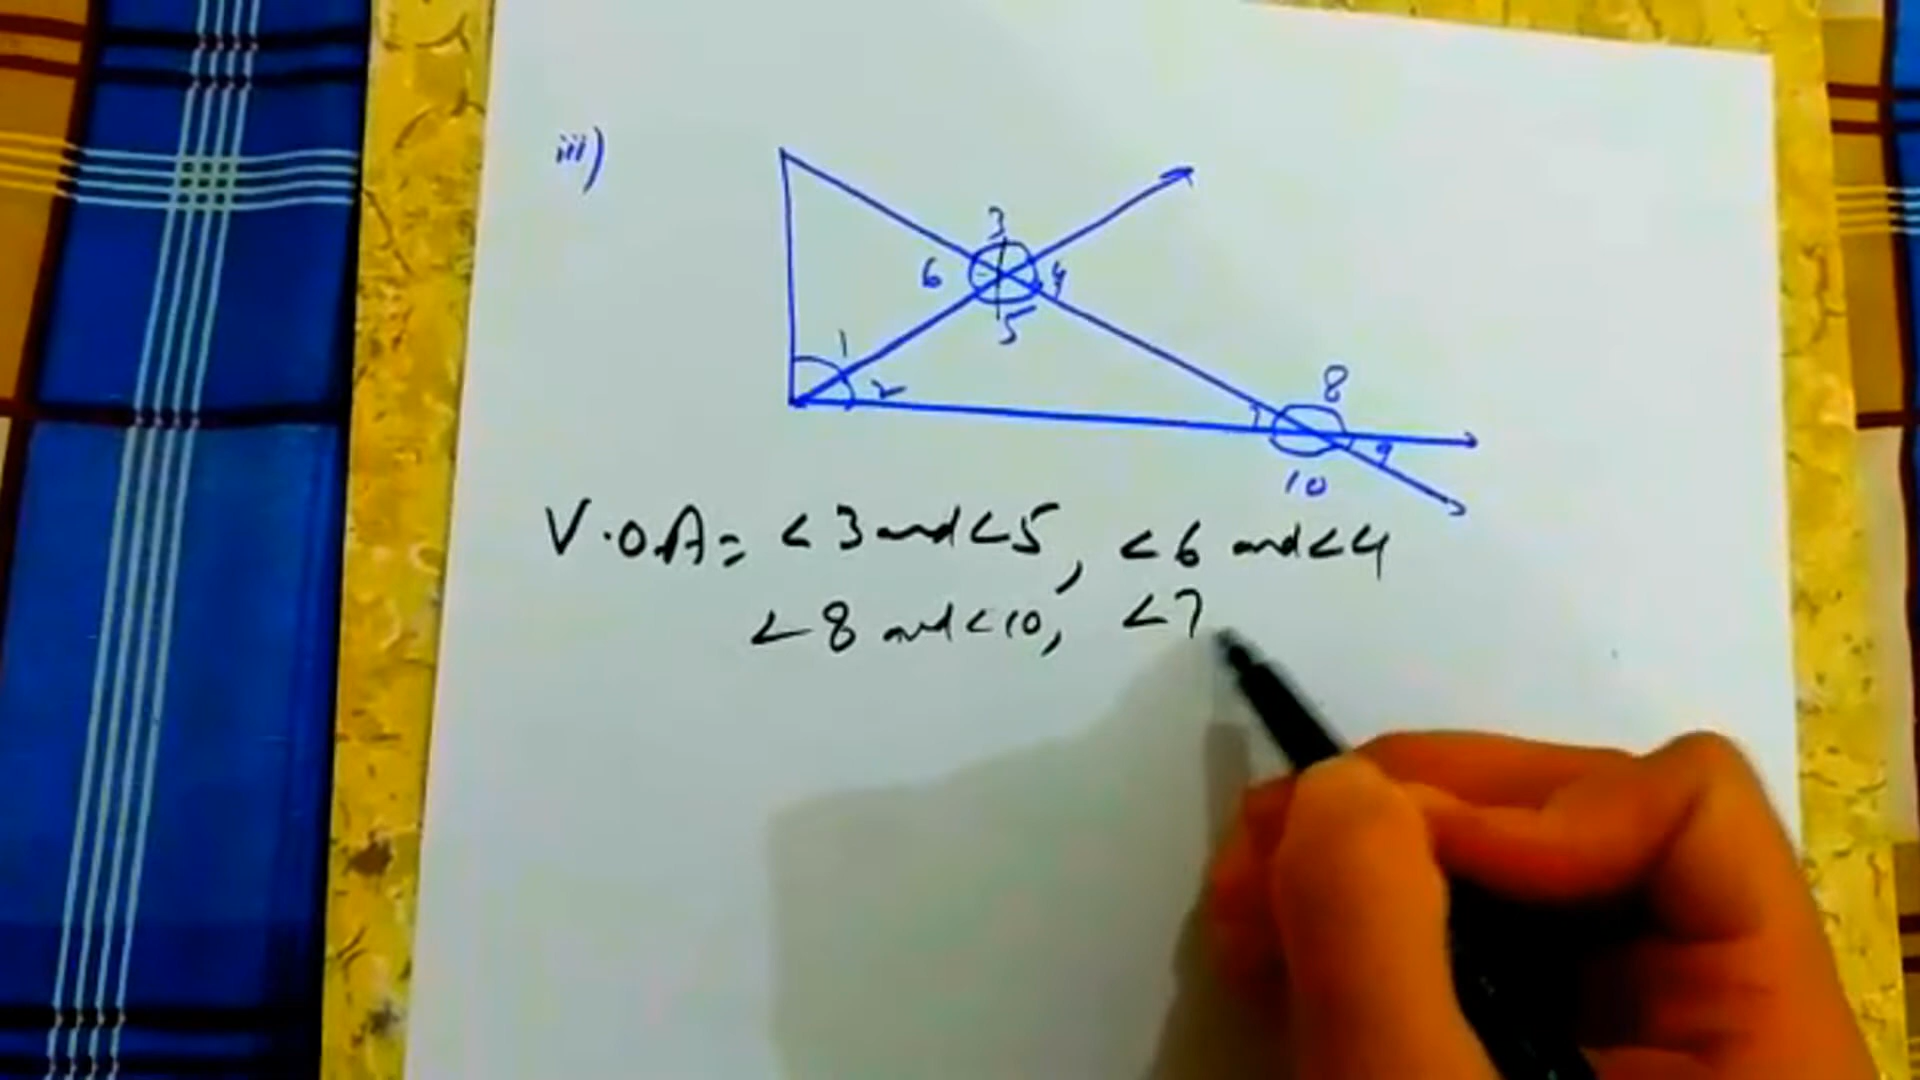 iii)
3
6 4
5
1
2
8
7 9
10
V.O.A = <3 and <5, <6 and <4
<8 and <10, <7